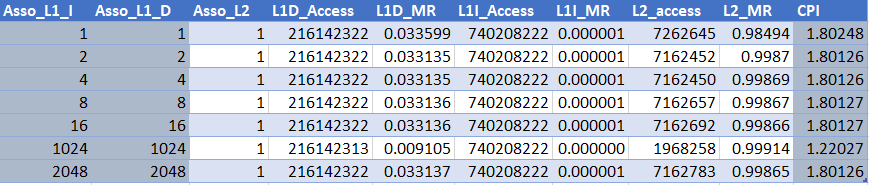 Asso_L1_I Asso_L1_D Asso_L2 L1D_Access L1D_MR L1I_Access L1I_MR L2_access L2_MR CPI
1 1 1 216142322 0.033599 740208222 0.000001 7262645 0.98494 1.80248
2 2 1 216142322 0.033135 740208222 0.000001 7162452 0.9987 1.80126
4 4 1 216142322 0.033135 740208222 0.000001 7162450 0.99869 1.80126
8 8 1 216142322 0.033136 740208222 0.000001 7162657 0.99867 1.80127
16 16 1 216142322 0.033136 740208222 0.000001 7162692 0.99866 1.80127
1024 1024 1 216142313 0.009105 740208222 0.000000 1968258 0.99914 1.22027
2048 2048 1 216142322 0.033137 740208222 0.000001 7162783 0.99865 1.80126